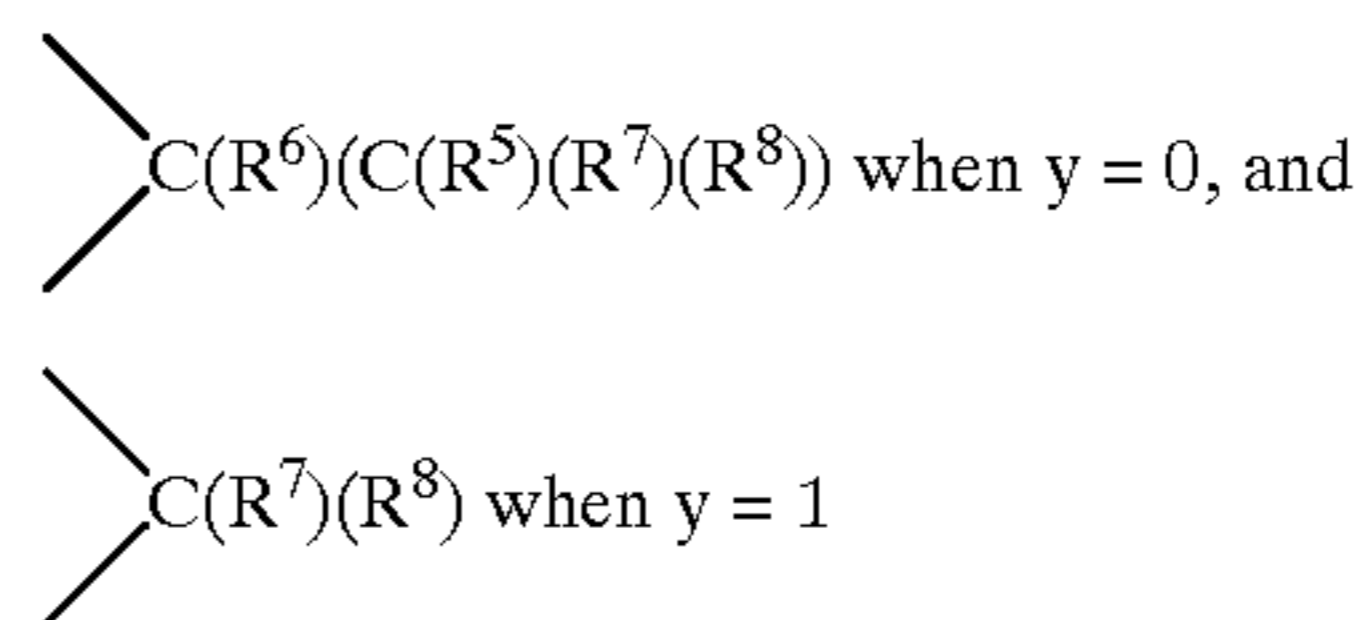 C(R⁶)(C(R⁵)(R⁷)(R⁸)) when y = 0, and
C(R⁷)(R⁸) when y = 1